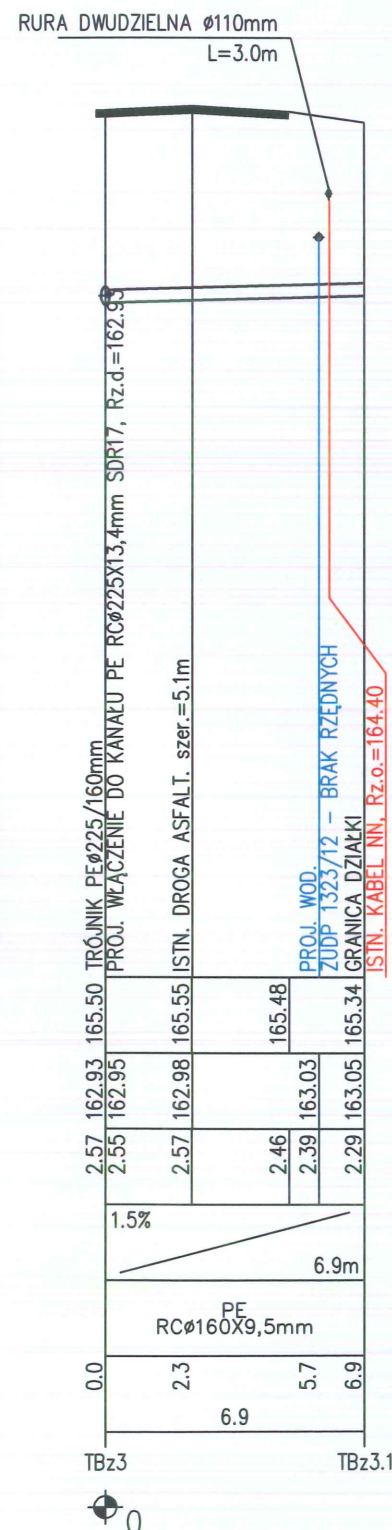 RURA DWUDZIELNA ø110mm
L=3.0m
TRÓJNIK PEø225/160mm
PROJ. WŁĄCZENIE DO KANAŁU PE RCø225X13,4mm SDR17, Rz.d.=162.93
ISTN. DROGA ASFALT. szer.=5.1m
PROJ. WOD.
ZUDP 1323/12 – BRAK RZĘDNYCH
GRANICA DZIAŁKI
ISTN. KABEL NN, Rz.o.=164.40
165.50 165.55 165.48 165.34
162.93 162.95 162.98 163.03 163.05
2.57 2.55 2.57 2.46 2.39 2.29
1.5%
6.9m
PE
RCø160X9,5mm
0.0 2.3 5.7 6.9
6.9
TBz3 TBz3.1
0